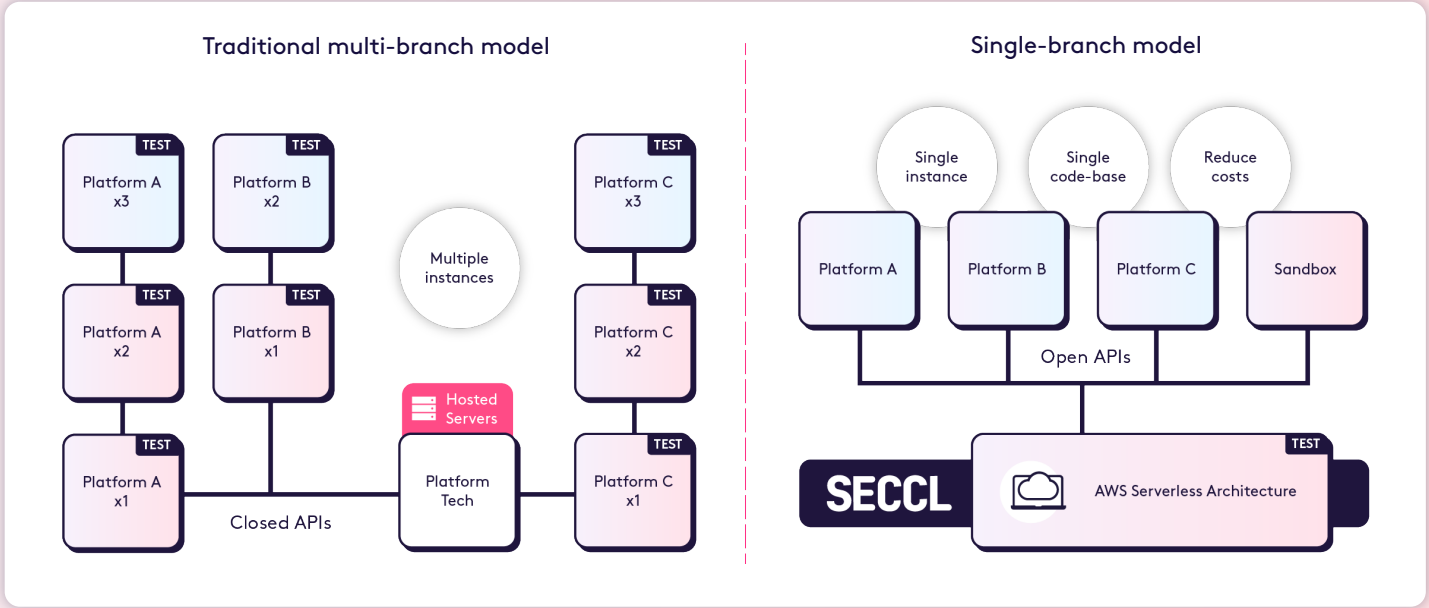 Traditional multi-branch model
TEST
Platform A
x3
TEST
Platform B
x2
TEST
Platform C
x3
Multiple
instances
TEST
Platform A
x2
TEST
Platform B
x1
TEST
Platform C
x2
Hosted
Servers
TEST
Platform A
x1
Platform
Tech
TEST
Platform C
x1
Closed APIs
Single-branch model
Single
instance
Single
code-base
Reduce
costs
Platform A
Platform B
Platform C
Sandbox
Open APIs
SECCL
TEST
AWS Serverless Architecture